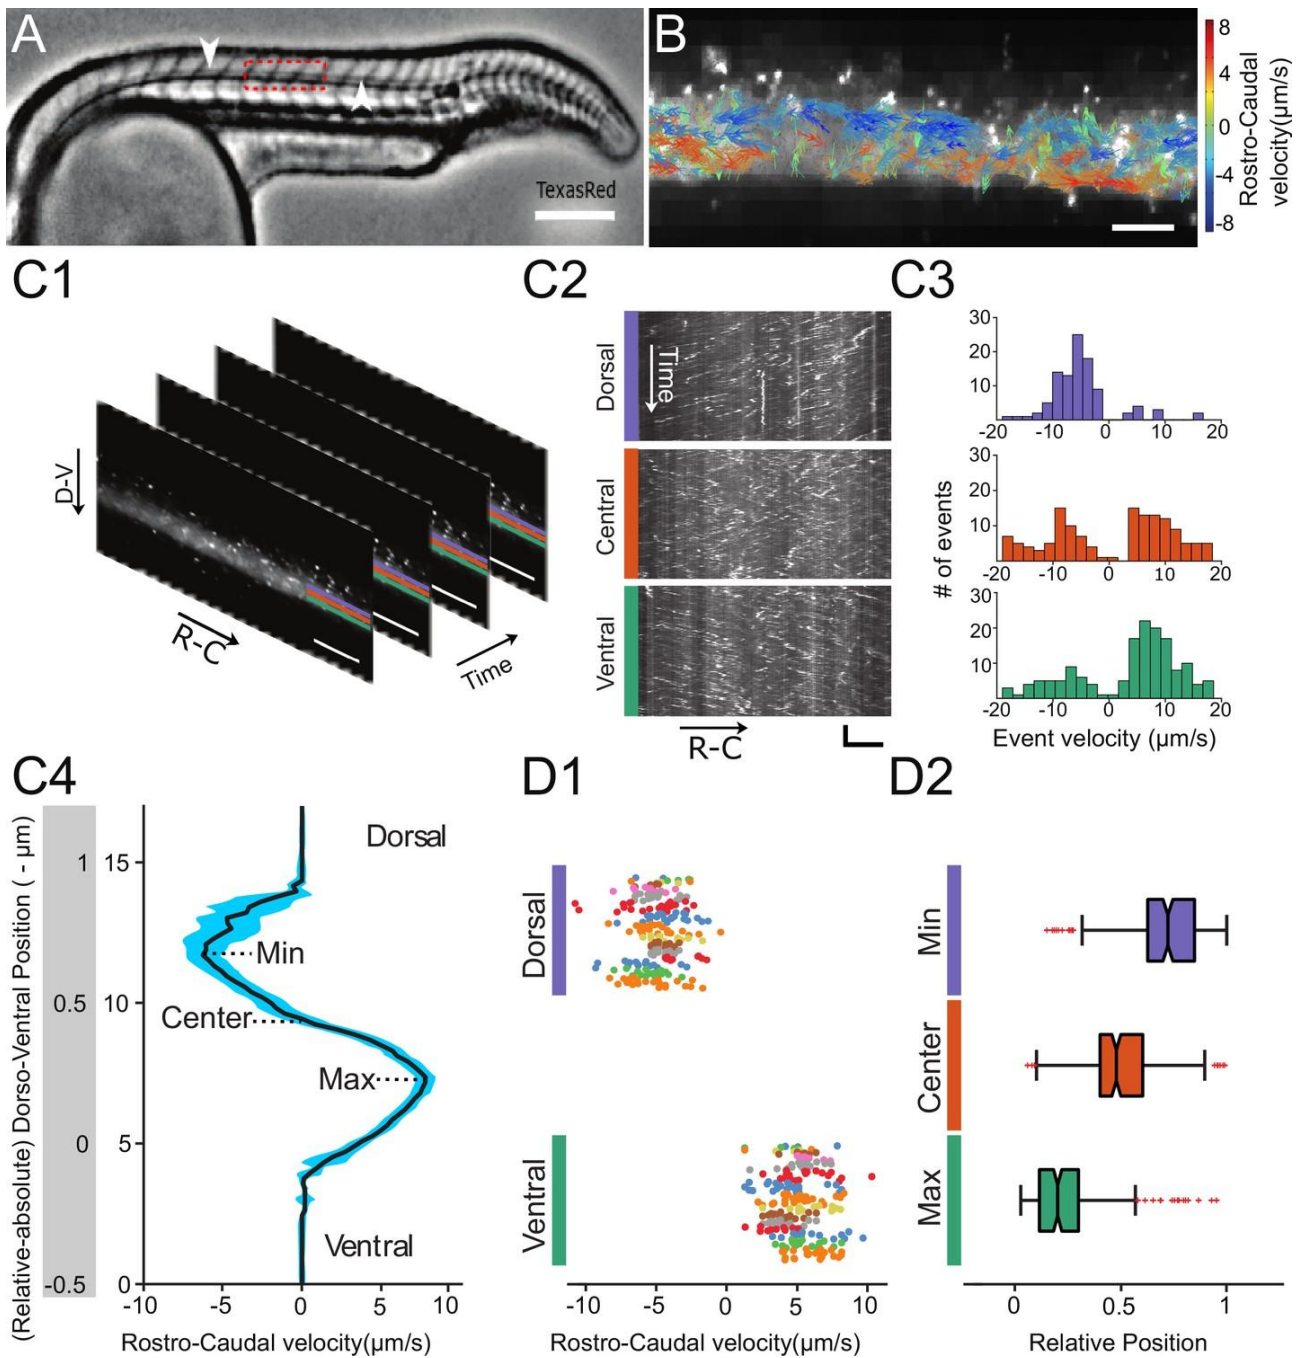 A
TexasRed
B
8
4
0
-4
-8
Rostro-Caudal
velocity(µm/s)
C1
D-V
R-C
Time
C2
Dorsal
Time
Central
Ventral
R-C
C3
# of events
30
20
10
-20 -10 0 10 20
30
20
10
-20 -10 0 10 20
30
20
10
-20 -10 0 10 20
Event velocity (µm/s)
C4
(Relative-absolute) Dorso-Ventral Position ( - µm)
1
0.5
0
-0.5
15
10
5
0
Dorsal
Min
Center
Max
Ventral
-10 -5 0 5 10
Rostro-Caudal velocity(µm/s)
D1
Dorsal
Ventral
-10 -5 0 5 10
Rostro-Caudal velocity(µm/s)
D2
Min
Center
Max
0 0.5 1
Relative Position